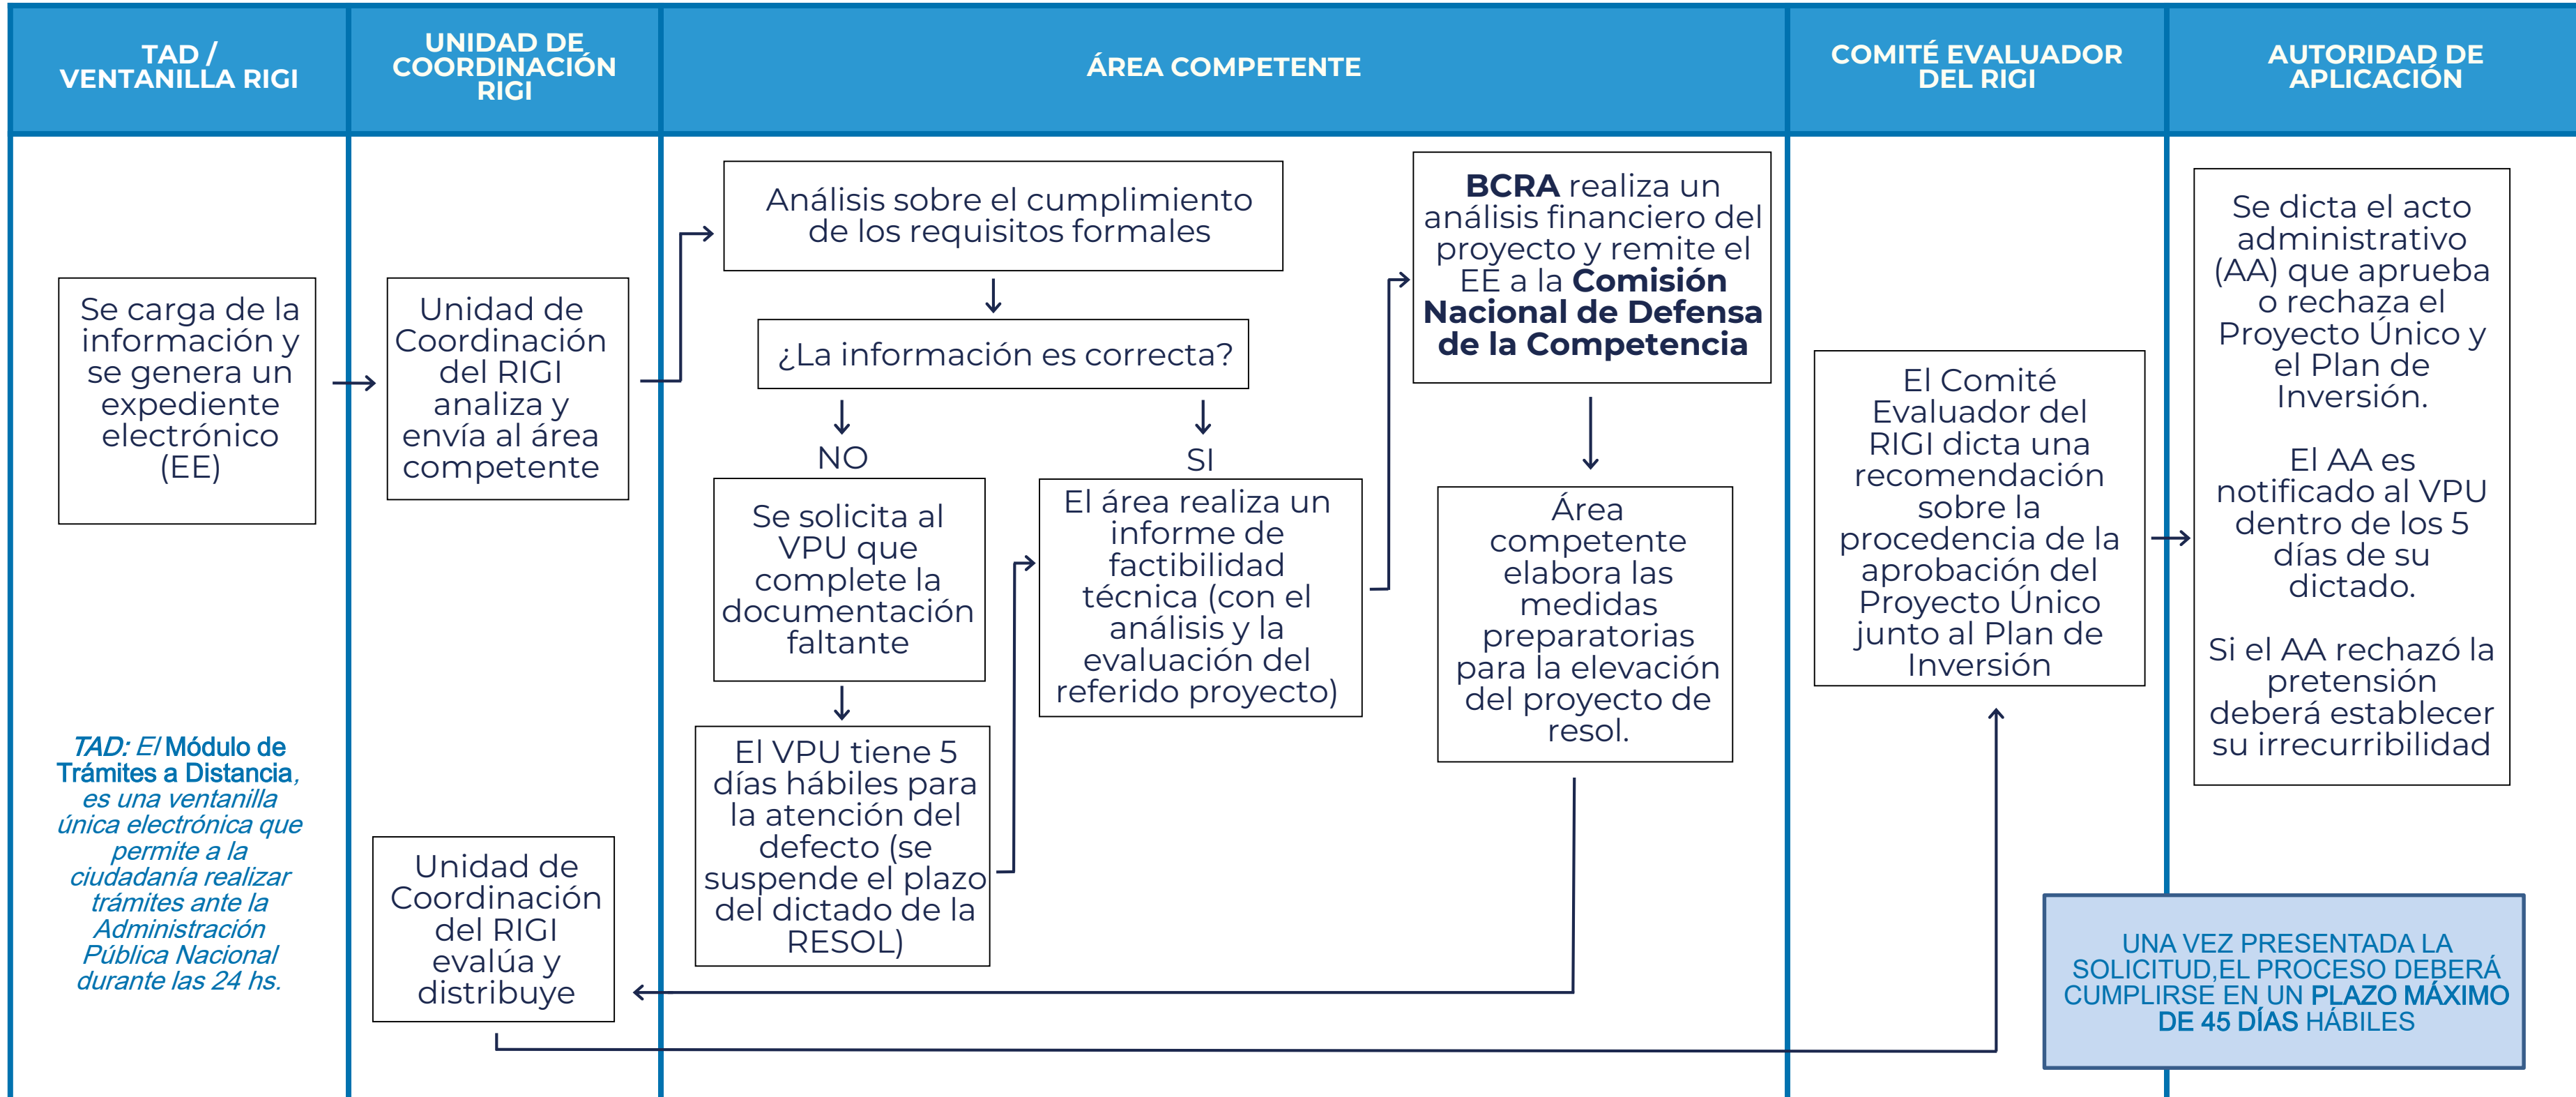 TAD /
VENTANILLA RIGI
UNIDAD DE
COORDINACIÓN
RIGI
ÁREA COMPETENTE
COMITÉ EVALUADOR
DEL RIGI
AUTORIDAD DE
APLICACIÓN
Se carga de la
información y
se genera un
expediente
electrónico
(EE)
TAD: El Módulo de
Trámites a Distancia,
es una ventanilla
única electrónica que
permite a la
ciudadanía realizar
trámites ante la
Administración
Pública Nacional
durante las 24 hs.
Unidad de
Coordinación
del RIGI
analiza y
envía al área
competente
Unidad de
Coordinación
del RIGI
evalúa y
distribuye
Análisis sobre el cumplimiento
de los requisitos formales
¿La información es correcta?
NO
SI
Se solicita al
VPU que
complete la
documentación
faltante
El VPU tiene 5
días hábiles para
la atención del
defecto (se
suspende el plazo
del dictado de la
RESOL)
El área realiza un
informe de
factibilidad
técnica (con el
análisis y la
evaluación del
referido proyecto)
BCRA realiza un
análisis financiero del
proyecto y remite el
EE a la Comisión
Nacional de Defensa
de la Competencia
Área
competente
elabora las
medidas
preparatorias
para la elevación
del proyecto de
resol.
El Comité
Evaluador del
RIGI dicta una
recomendación
sobre la
procedencia de la
aprobación del
Proyecto Único
junto al Plan de
Inversión
Se dicta el acto
administrativo
(AA) que aprueba
o rechaza el
Proyecto Único y
el Plan de
Inversión.
El AA es
notificado al VPU
dentro de los 5
días de su
dictado.
Si el AA rechazó la
pretensión
deberá establecer
su irrecurribilidad
UNA VEZ PRESENTADA LA
SOLICITUD,EL PROCESO DEBERÁ
CUMPLIRSE EN UN PLAZO MÁXIMO
DE 45 DÍAS HÁBILES